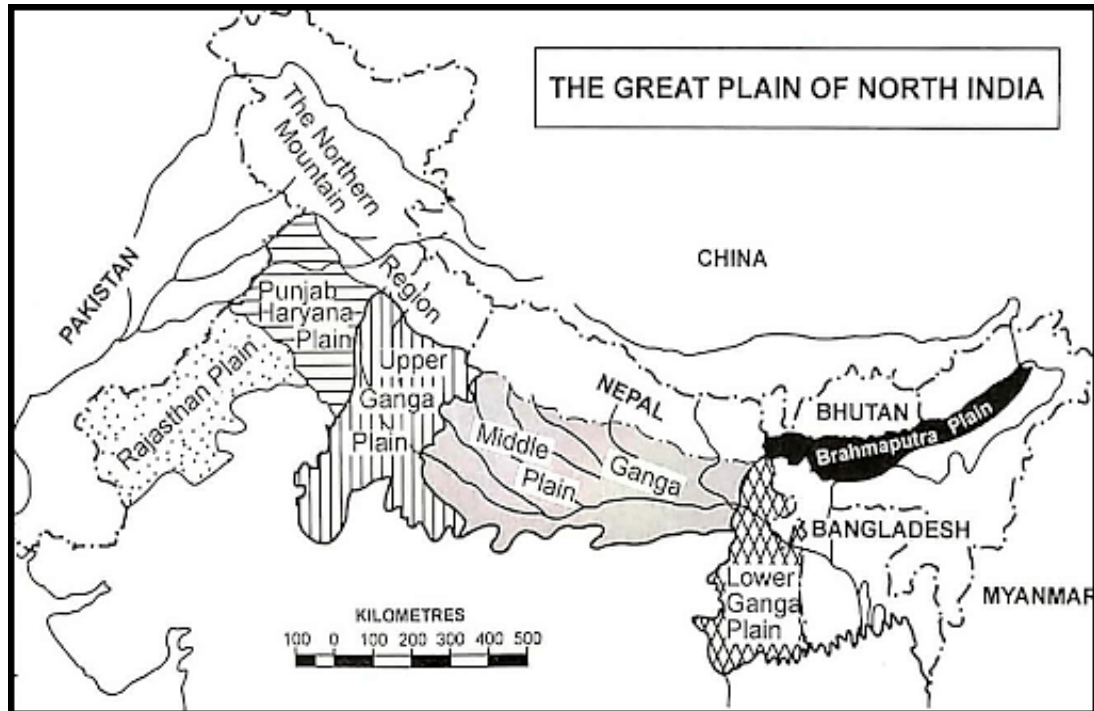 THE GREAT PLAIN OF NORTH INDIA
The Northern
Mountain
Region
CHINA
PAKISTAN
Punjab
Haryana
Plain
Upper
Ganga
Plain
Rajasthan Plain
NEPAL
Middle
Ganga
Plain
BHUTAN
Brahmaputra Plain
BANGLADESH
Lower
Ganga
Plain
MYANMAR
KILOMETRES
100 0 100 200 300 400 500